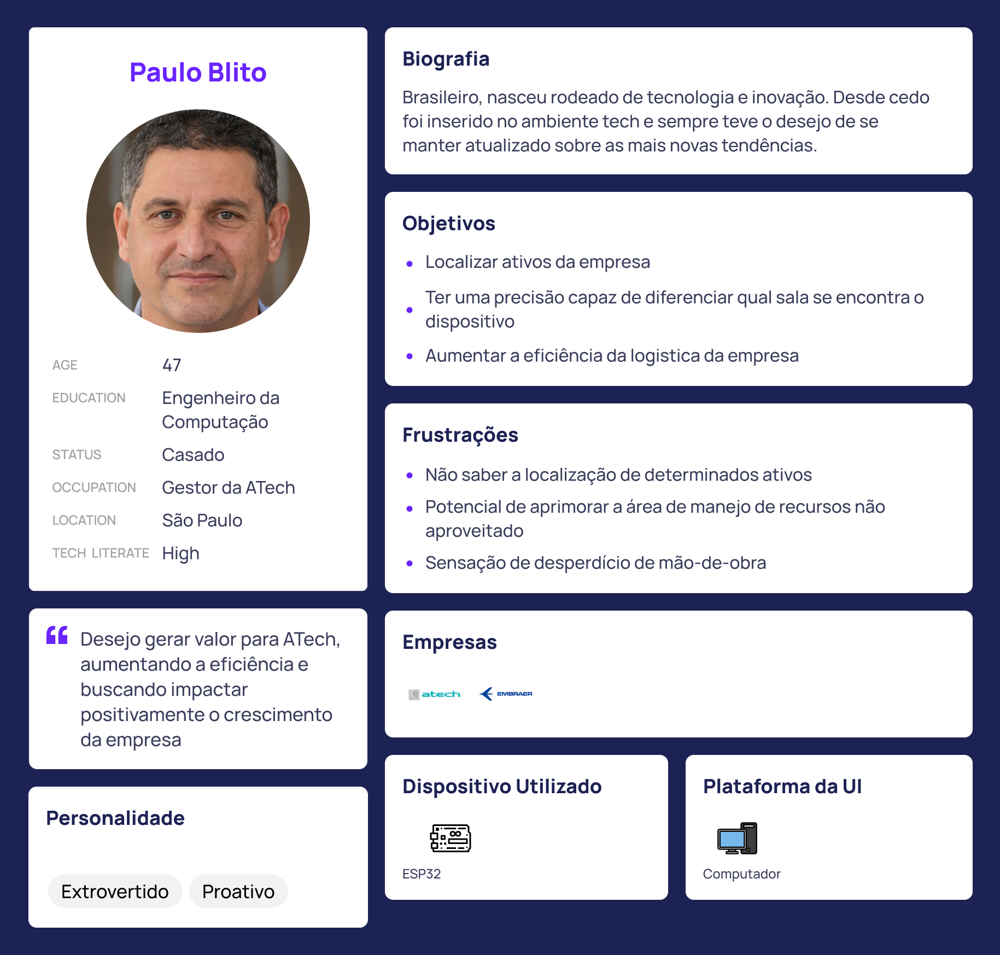 Paulo Blito
AGE 47
EDUCATION Engenheiro da
Computação
STATUS Casado
OCCUPATION Gestor da ATech
LOCATION São Paulo
TECH LITERATE High
“ Desejo gerar valor para ATech,
aumentando a eficiência e
buscando impactar
positivamente o crescimento
da empresa
Personalidade
Extrovertido Proativo
Biografia
Brasileiro, nasceu rodeado de tecnologia e inovação. Desde cedo
foi inserido no ambiente tech e sempre teve o desejo de se
manter atualizado sobre as mais novas tendências.
Objetivos
• Localizar ativos da empresa
• Ter uma precisão capaz de diferenciar qual sala se encontra o
dispositivo
• Aumentar a eficiência da logistica da empresa
Frustrações
• Não saber a localização de determinados ativos
• Potencial de aprimorar a área de manejo de recursos não
aproveitado
• Sensação de desperdício de mão-de-obra
Empresas
atech EMBRAER
Dispositivo Utilizado
ESP32
Plataforma da UI
Computador